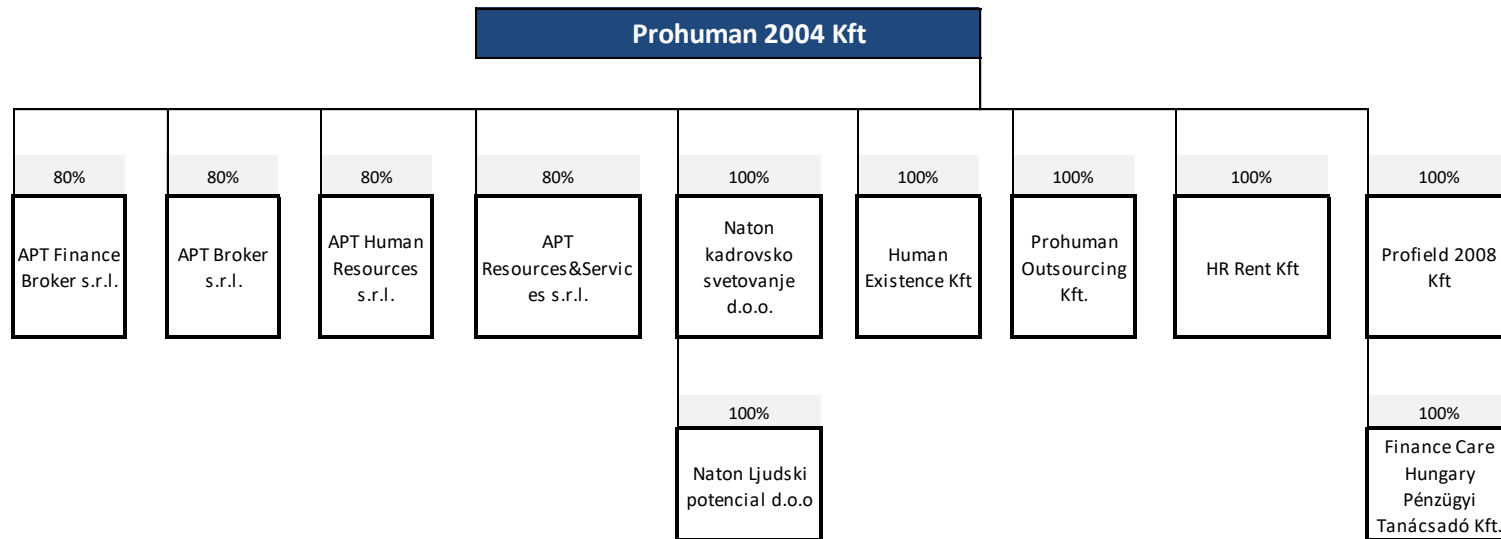 Prohuman 2004 Kft
80%
80%
80%
80%
100%
100%
100%
100%
100%
APT Finance
Broker s.r.l.
APT Broker
s.r.l.
APT Human
Resources
s.r.l.
APT
Resources&Servic
es s.r.l.
Naton
kadrovsko
svetovanje
d.o.o.
Human
Existence Kft
Prohuman
Outsourcing
Kft.
HR Rent Kft
Profield 2008
Kft
100%
100%
Naton Ljudski
potencial d.o.o
Finance Care
Hungary
Pénzügyi
Tanácsadó Kft.